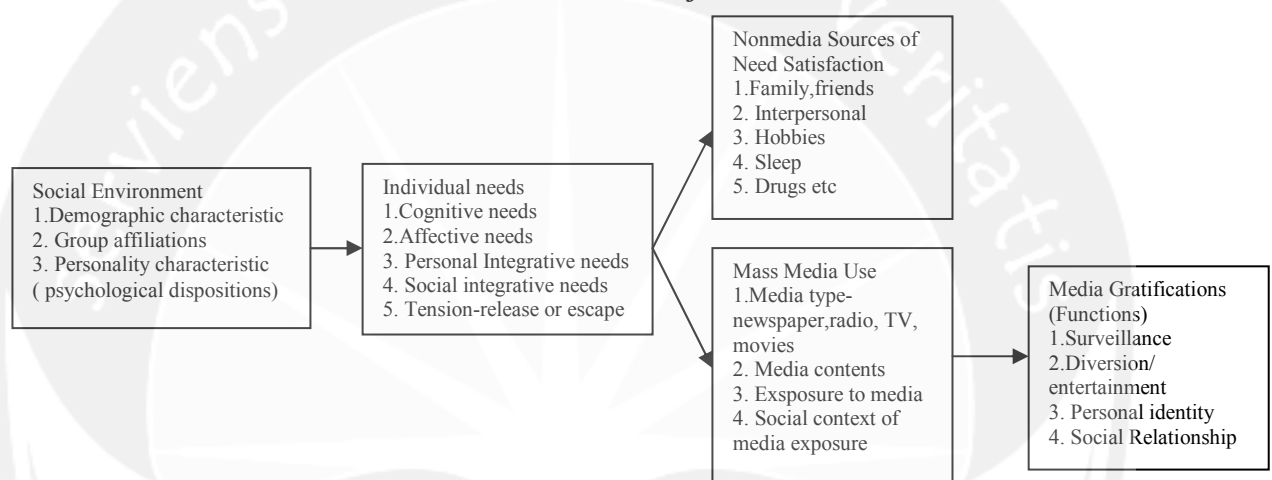 Social Environment
1.Demographic characteristic
2. Group affiliations
3. Personality characteristic
( psychological dispositions)
Individual needs
1.Cognitive needs
2.Affective needs
3. Personal Integrative needs
4. Social integrative needs
5. Tension-release or escape
Nonmedia Sources of
Need Satisfaction
1.Family,friends
2. Interpersonal
3. Hobbies
4. Sleep
5. Drugs etc
Mass Media Use
1.Media type-
newspaper,radio, TV,
movies
2. Media contents
3. Exsposure to media
4. Social context of
media exposure
Media Gratifications
(Functions)
1.Surveillance
2.Diversion/
entertainment
3. Personal identity
4. Social Relationship
serviens
veritatis